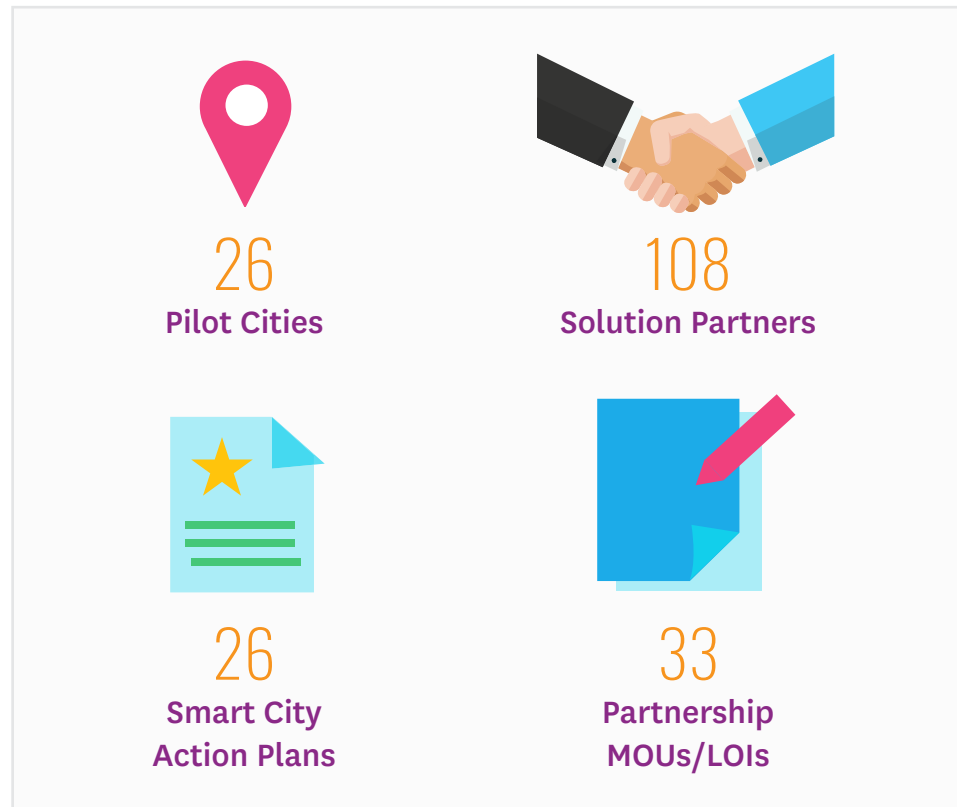 26
Pilot Cities
108
Solution Partners
26
Smart City
Action Plans
33
Partnership
MOUs/LOIs